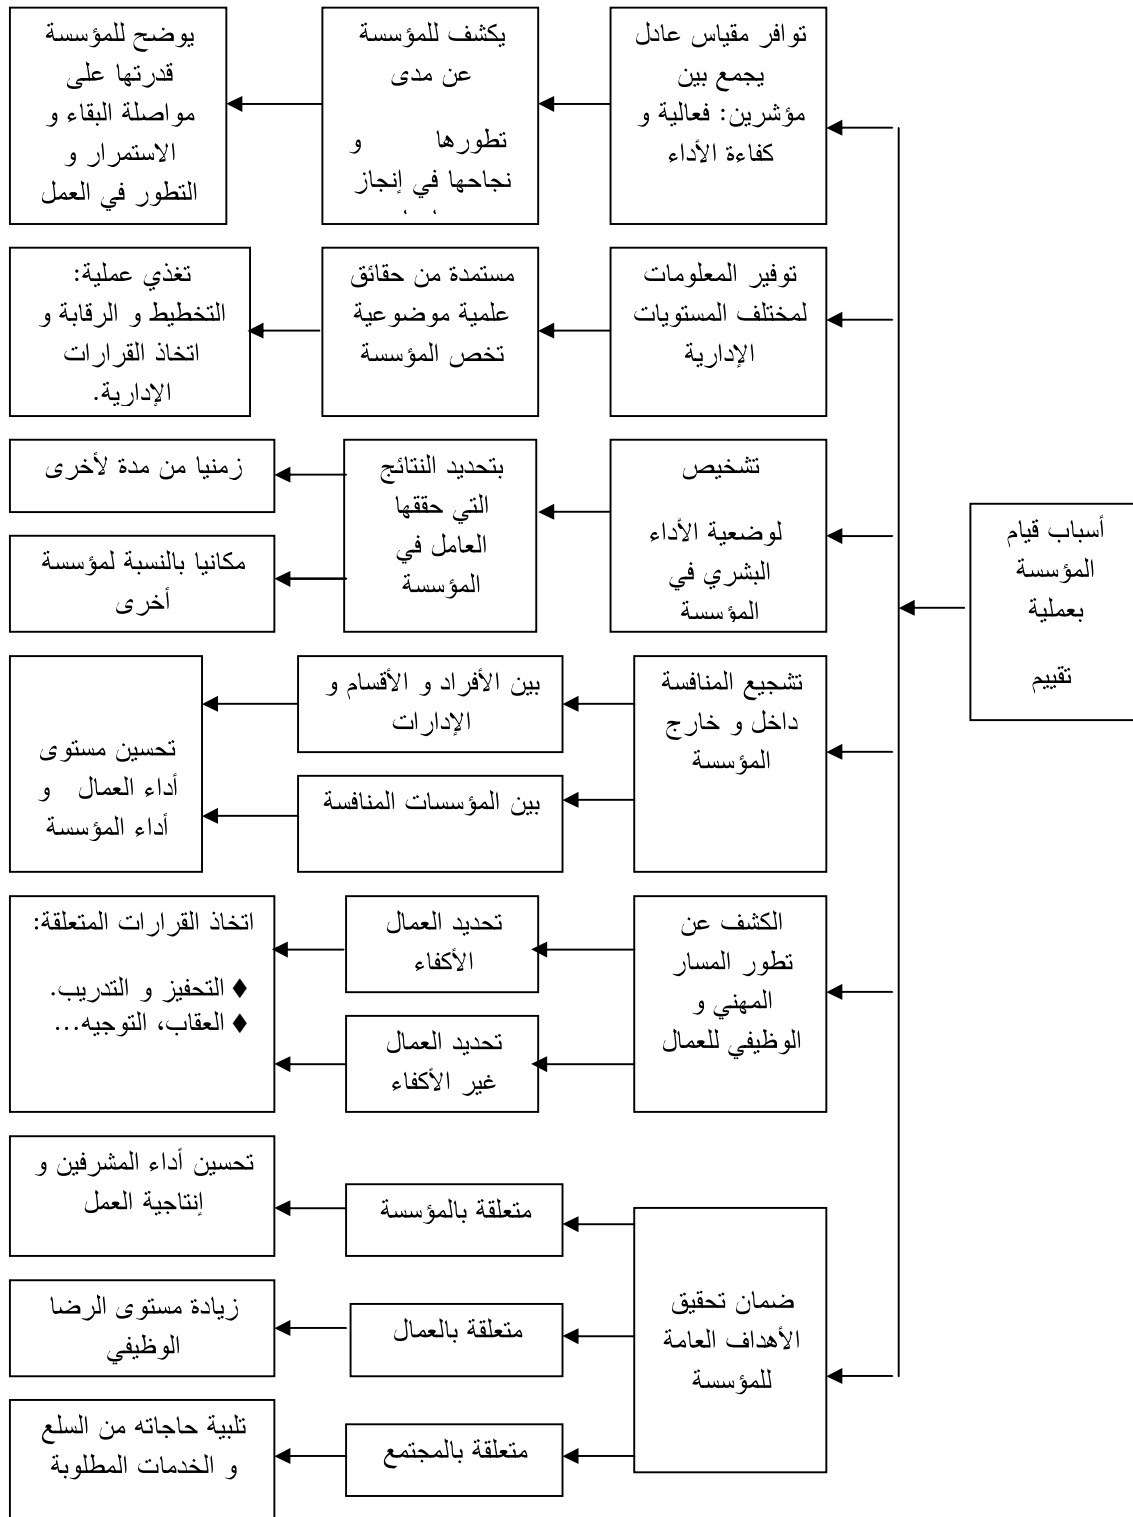 أسباب قيام
المؤسسة
بعملية
تقييم
توافر مقياس عادل
يجمع بين
مؤشرين: فعالية و
كفاءة الأداء
يكشف للمؤسسة
عن مدى
تطورها و
نجاحها في إنجاز
يوضح للمؤسسة
قدرتها على
مواصلة البقاء و
الاستمرار و
التطور في العمل
توفير المعلومات
لمختلف المستويات
الإدارية
مستمدة من حقائق
علمية موضوعية
تخص المؤسسة
تغذي عملية:
التخطيط و الرقابة و
اتخاذ القرارات
الإدارية.
تشخيص
لوضعية الأداء
البشري في
المؤسسة
بتحديد النتائج
التي حققها
العامل في
المؤسسة
زمنيا من مدة لأخرى
مكانيا بالنسبة لمؤسسة
أخرى
تشجيع المنافسة
داخل و خارج
المؤسسة
بين الأفراد و الأقسام و
الإدارات
بين المؤسسات المنافسة
تحسين مستوى
أداء العمال و
أداء المؤسسة
الكشف عن
تطور المسار
المهني و
الوظيفي للعمال
تحديد العمال
الأكفاء
تحديد العمال
غير الأكفاء
اتخاذ القرارات المتعلقة:
♦ التحفيز و التدريب.
♦ العقاب، التوجيه...
ضمان تحقيق
الأهداف العامة
للمؤسسة
متعلقة بالمؤسسة
تحسين أداء المشرفين و
إنتاجية العمل
متعلقة بالعمال
زيادة مستوى الرضا
الوظيفي
متعلقة بالمجتمع
تلبية حاجاته من السلع
و الخدمات المطلوبة